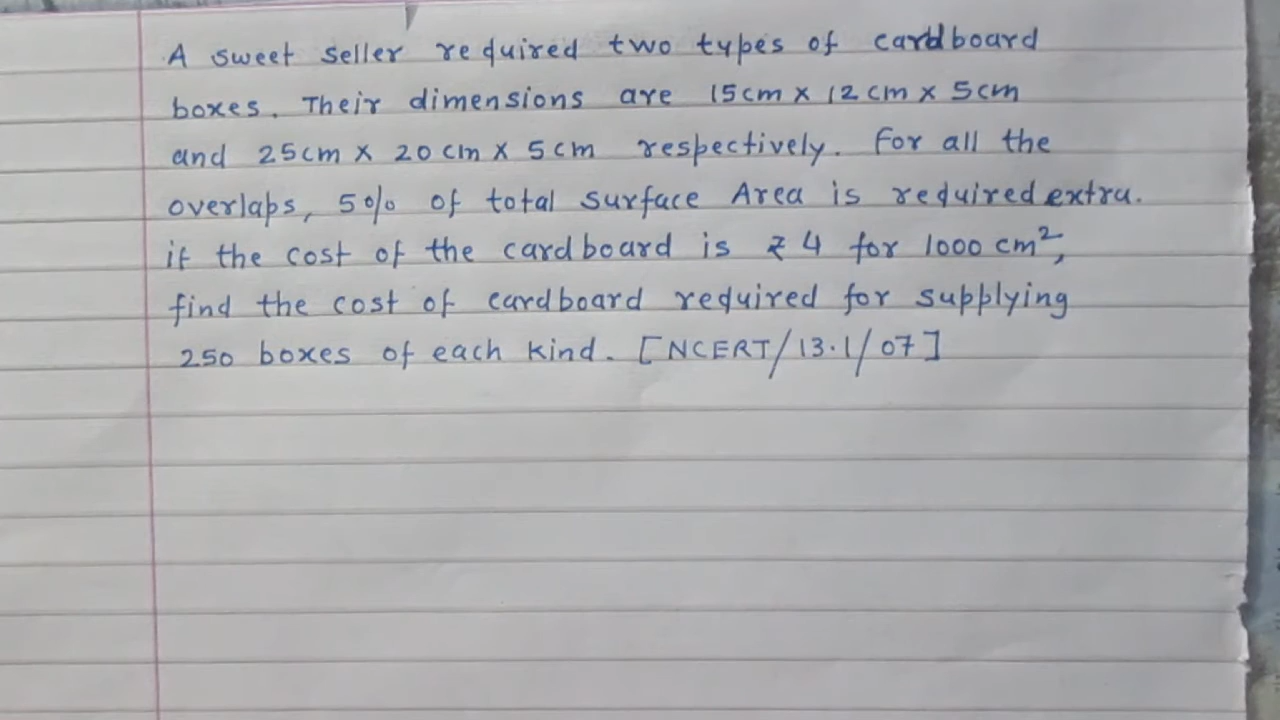 A sweet seller required two types of cardboard
boxes. Their dimensions are 15cm x 12cm x 5cm
and 25cm x 20cm x 5cm respectively. For all the
overlaps, 5% of total surface Area is required extra.
if the cost of the cardboard is ₹ 4 for 1000 cm²,
find the cost of cardboard required for supplying
250 boxes of each kind. [NCERT/13.1/07]